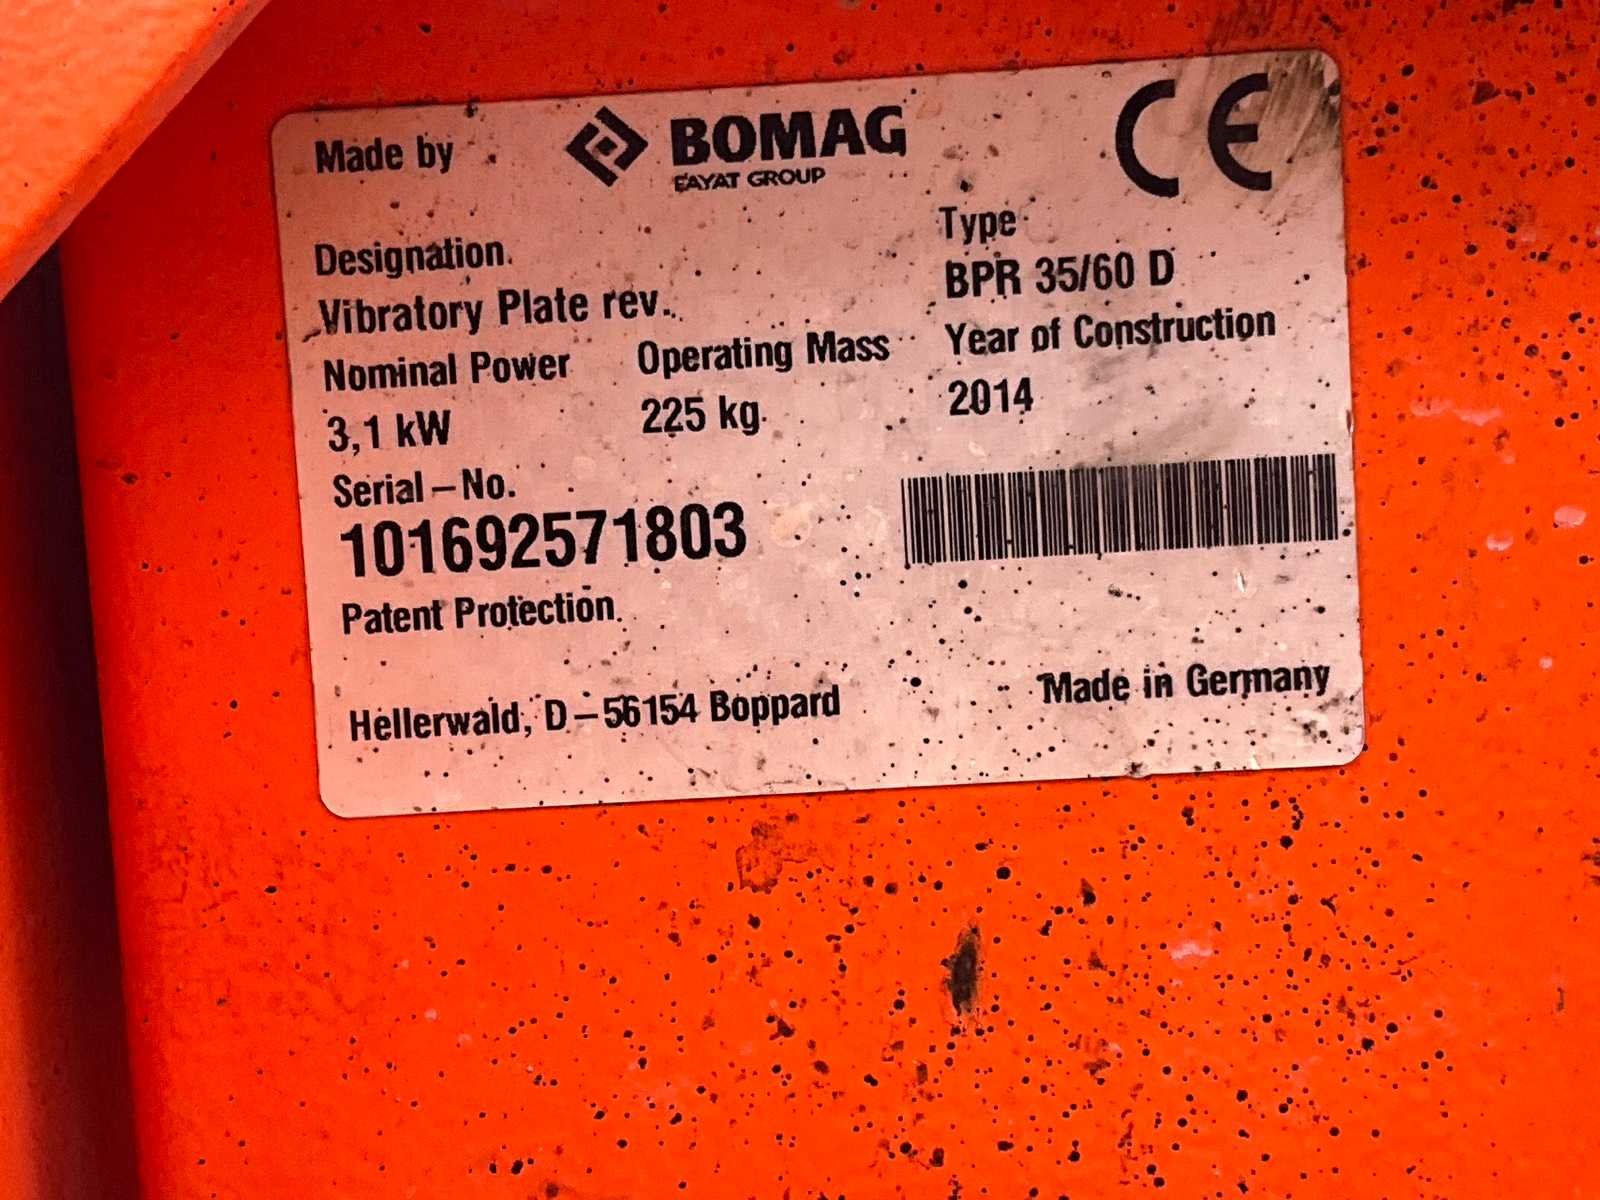 Made by BOMAG CE
FAYAT GROUP
Designation Type
Vibratory Plate rev. BPR 35/60 D
Nominal Power Operating Mass Year of Construction
3,1 kW 225 kg 2014
Serial-No.
101692571803
Patent Protection
Hellerwald, D-56154 Boppard Made in Germany